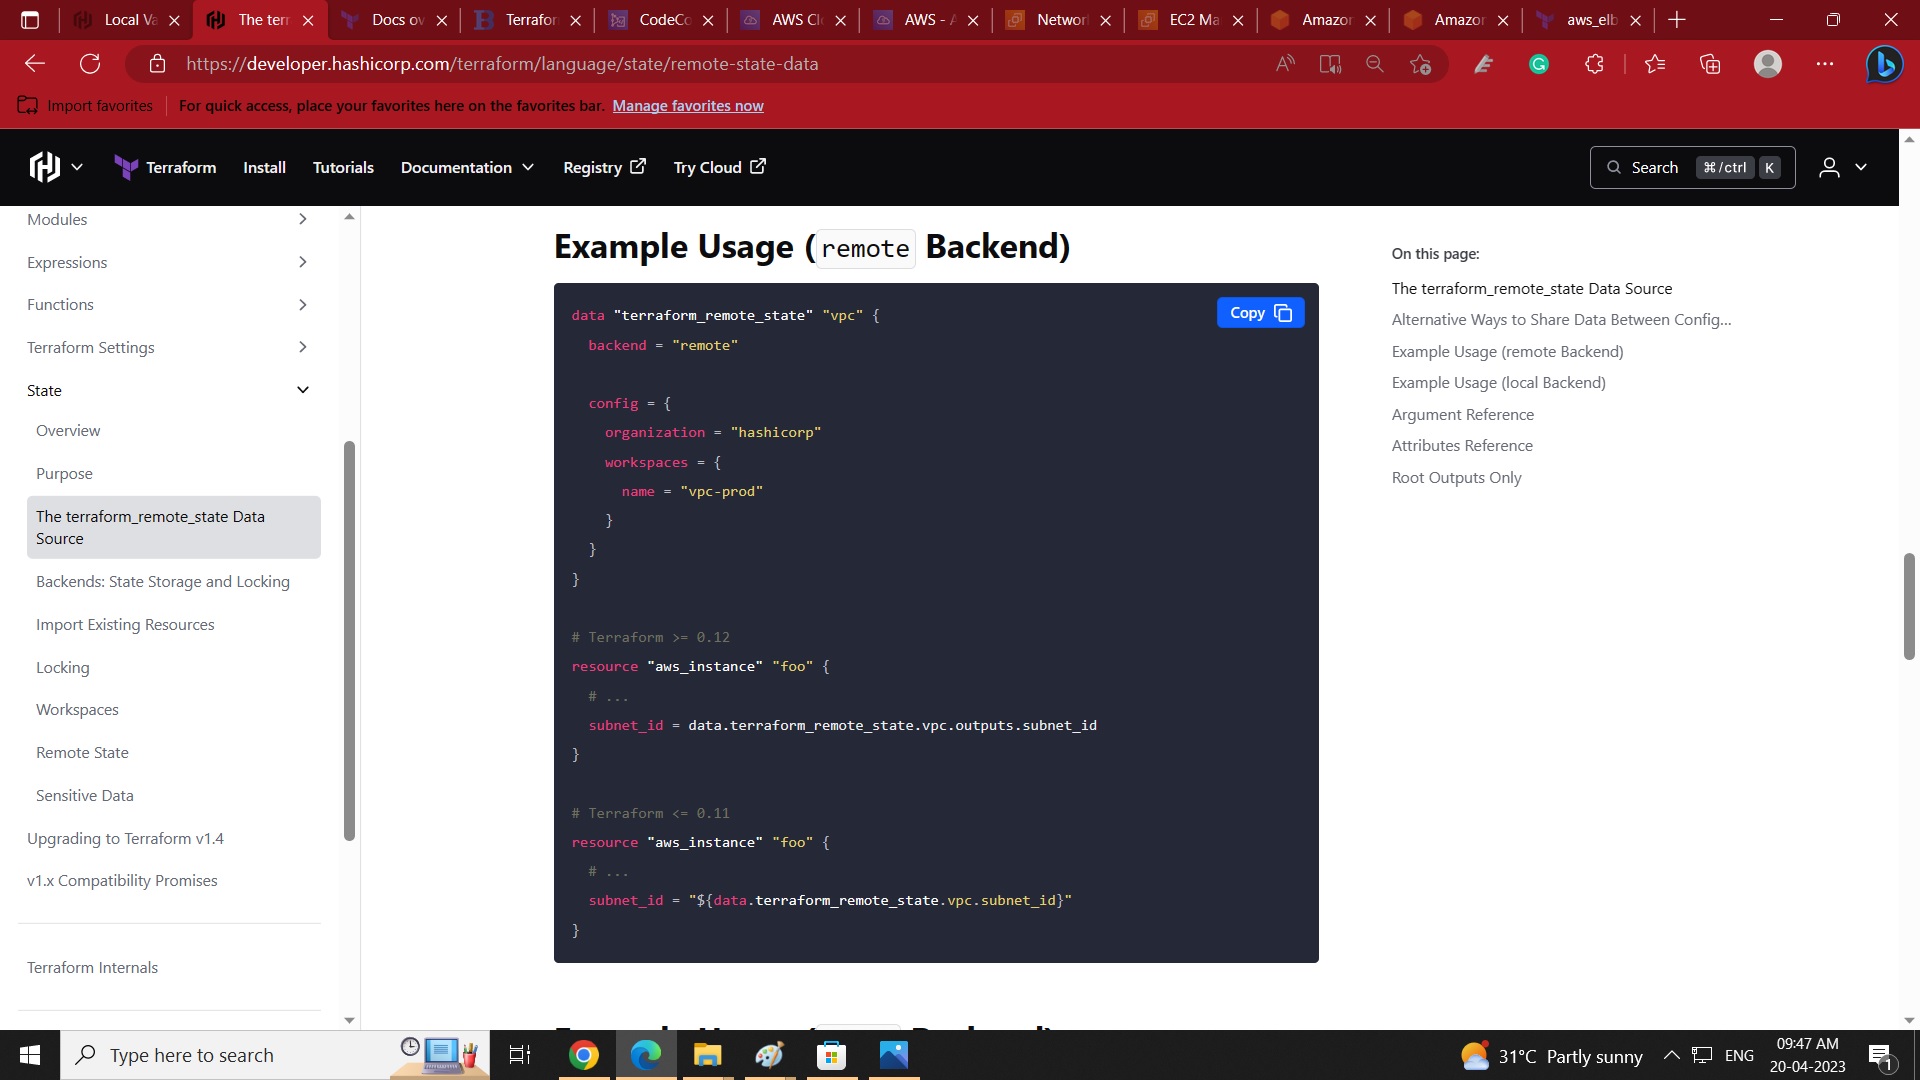 Local Va
The terr
Docs ov
Terrafor
CodeCo
AWS Cl
AWS - A
Networ
EC2 Ma
Amazor
Amazor
aws_elb
https://developer.hashicorp.com/terraform/language/state/remote-state-data
Import favorites
For quick access, place your favorites here on the favorites bar. Manage favorites now
Terraform
Install
Tutorials
Documentation
Registry
Try Cloud
Search
⌘/ctrl
K
Modules
Expressions
Functions
Terraform Settings
State
Overview
Purpose
The terraform_remote_state Data
Source
Backends: State Storage and Locking
Import Existing Resources
Locking
Workspaces
Remote State
Sensitive Data
Upgrading to Terraform v1.4
v1.x Compatibility Promises
Terraform Internals
Example Usage (remote Backend)
Copy
data "terraform_remote_state" "vpc" {
  backend = "remote"
  config = {
    organization = "hashicorp"
    workspaces = {
      name = "vpc-prod"
    }
  }
}
# Terraform >= 0.12
resource "aws_instance" "foo" {
  # ...
  subnet_id = data.terraform_remote_state.vpc.outputs.subnet_id
}
# Terraform <= 0.11
resource "aws_instance" "foo" {
  # ...
  subnet_id = "${data.terraform_remote_state.vpc.subnet_id}"
}
On this page:
The terraform_remote_state Data Source
Alternative Ways to Share Data Between Config...
Example Usage (remote Backend)
Example Usage (local Backend)
Argument Reference
Attributes Reference
Root Outputs Only
Type here to search
31°C Partly sunny
ENG
09:47 AM
20-04-2023
1